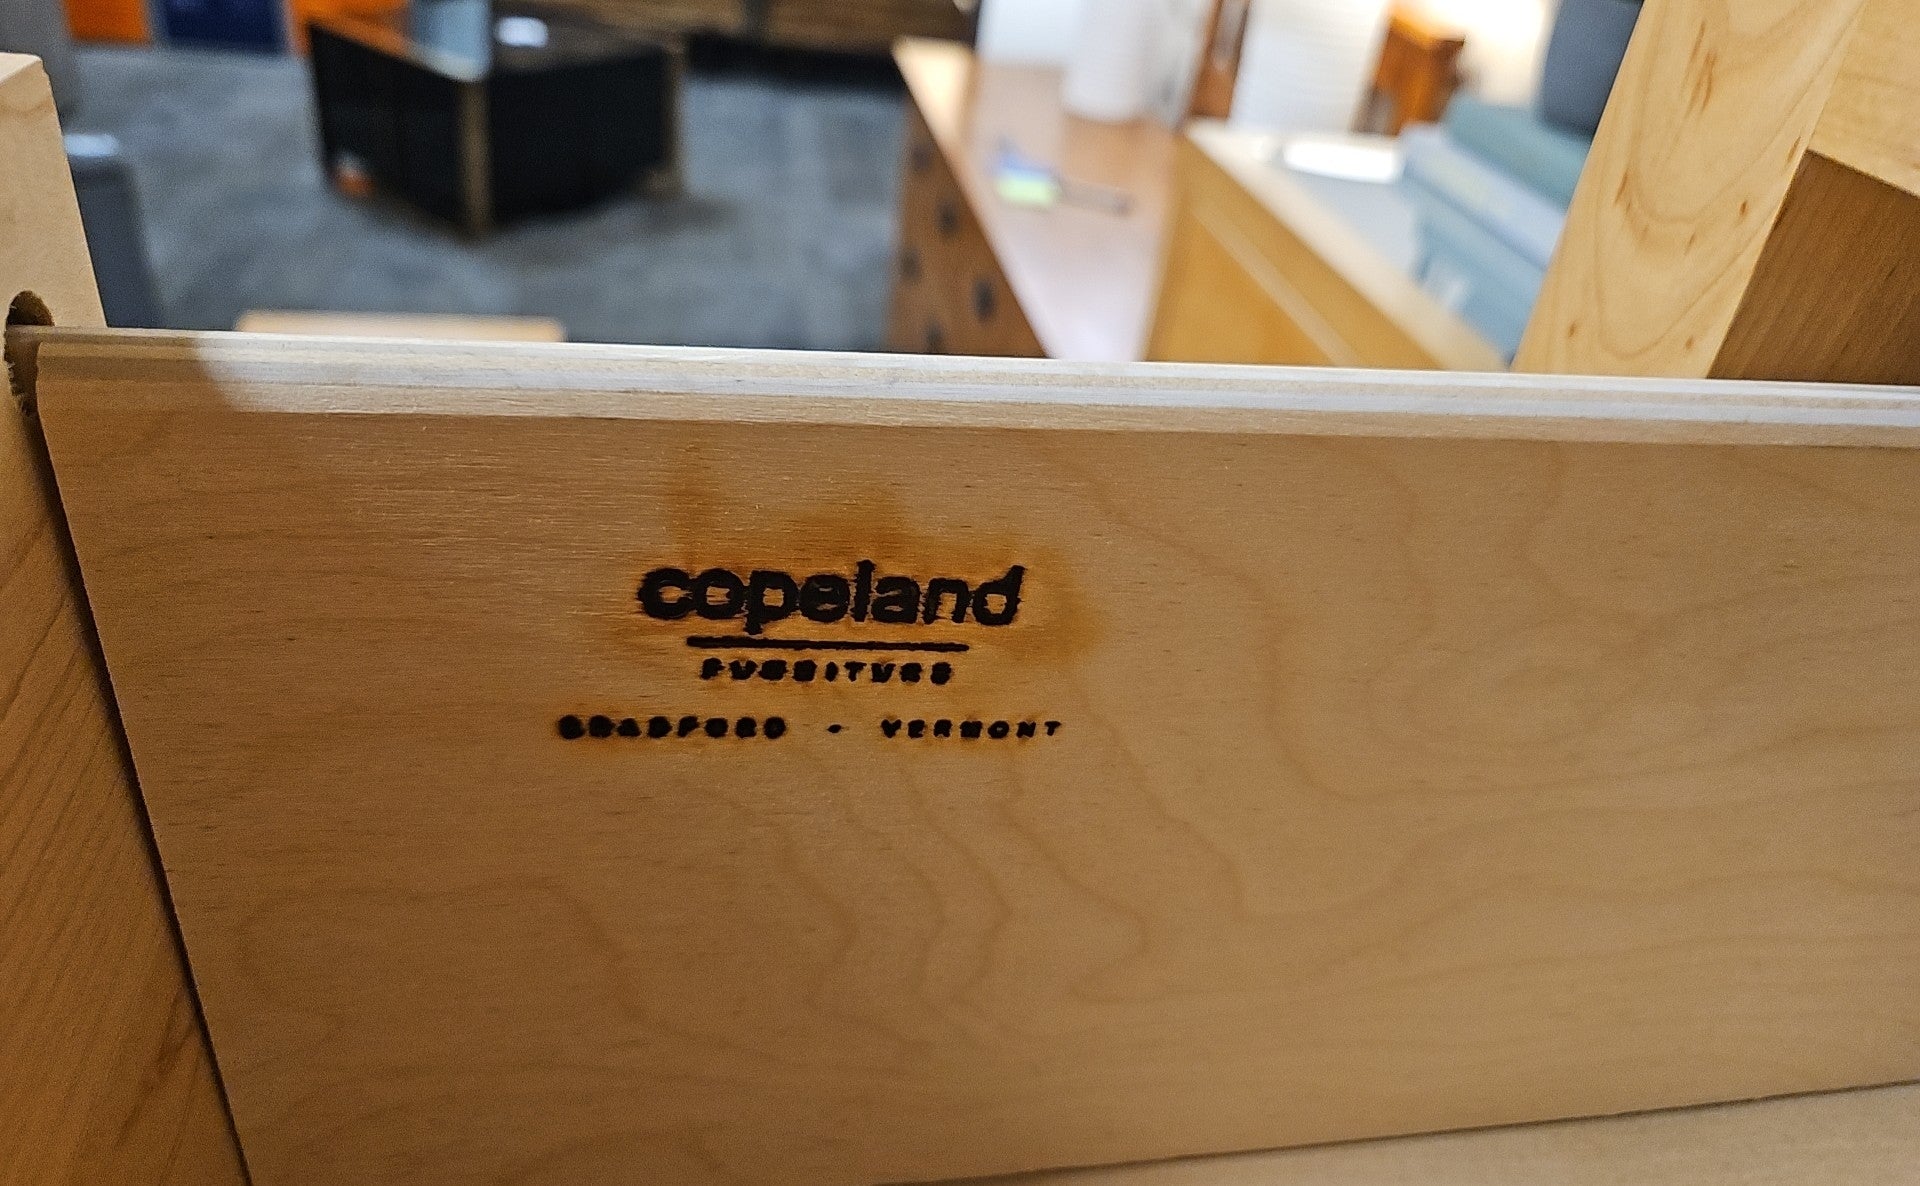 copeland
FURNITURE
BRADFORD • VERMONT